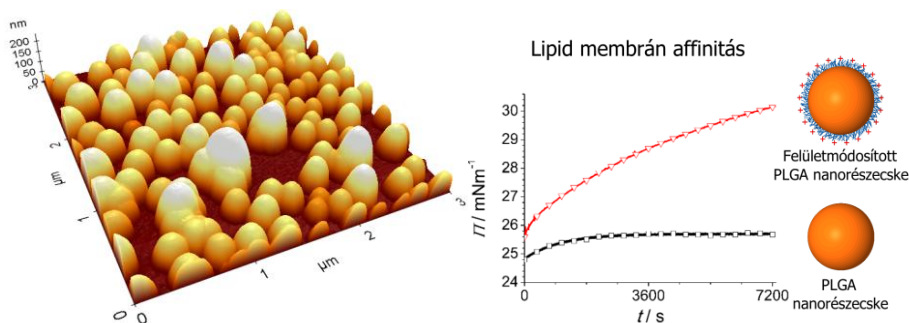 nm
200
150
100
50
0
3
2
µm
1
0
0
1
µm
2
3
Lipid membrán affinitás
30
29
28
27
26
25
24
Π / mNm⁻¹
0
3600
7200
t / s
Felületmódosított
PLGA nanorészecske
PLGA
nanorészecske